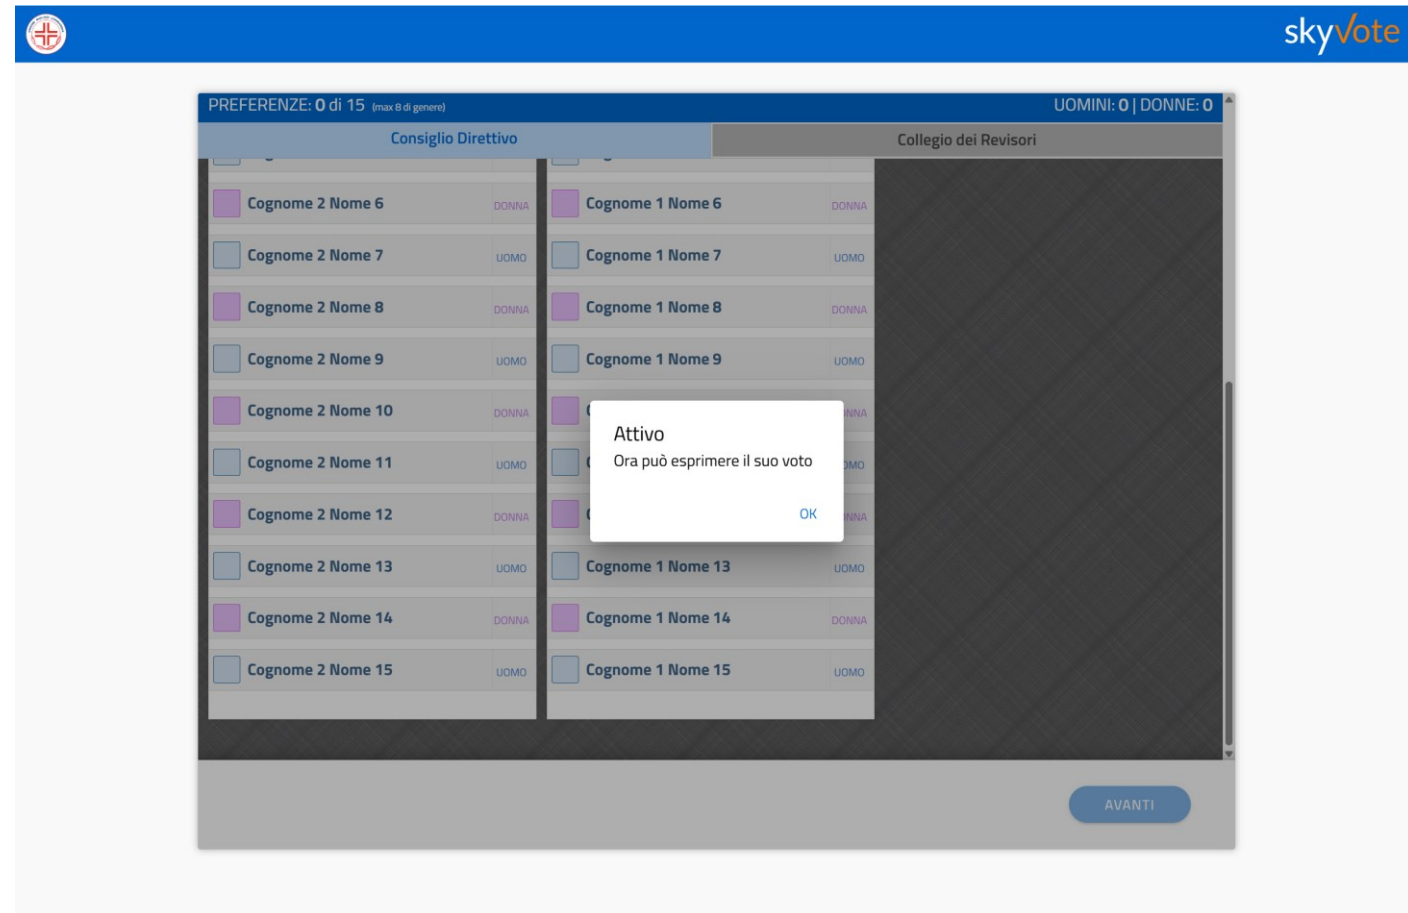 skyvote
PREFERENZE: 0 di 15 (max 8 di genere)
UOMINI: 0 | DONNE: 0
Consiglio Direttivo
Collegio dei Revisori
Cognome 2 Nome 6 DONNA
Cognome 1 Nome 6 DONNA
Cognome 2 Nome 7 UOMO
Cognome 1 Nome 7 UOMO
Cognome 2 Nome 8 DONNA
Cognome 1 Nome 8 DONNA
Cognome 2 Nome 9 UOMO
Cognome 1 Nome 9 UOMO
Cognome 2 Nome 10 DONNA
Cognome 2 Nome 11 UOMO
Cognome 2 Nome 12 DONNA
Attivo
Ora può esprimere il suo voto
OK
Cognome 2 Nome 13 UOMO
Cognome 1 Nome 13 UOMO
Cognome 2 Nome 14 DONNA
Cognome 1 Nome 14 DONNA
Cognome 2 Nome 15 UOMO
Cognome 1 Nome 15 UOMO
AVANTI